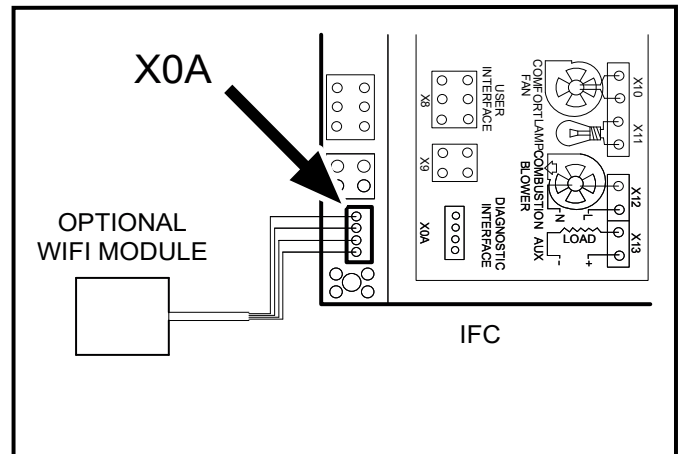 X0A
OPTIONAL
WIFI MODULE
X8
USER
INTERFACE
X9
X0A
DIAGNOSTIC
INTERFACE
COMFORT
FAN
X10
LAMP
X11
COMBUSTION
BLOWER
N
L
X12
AUX
LOAD
-
+
X13
IFC